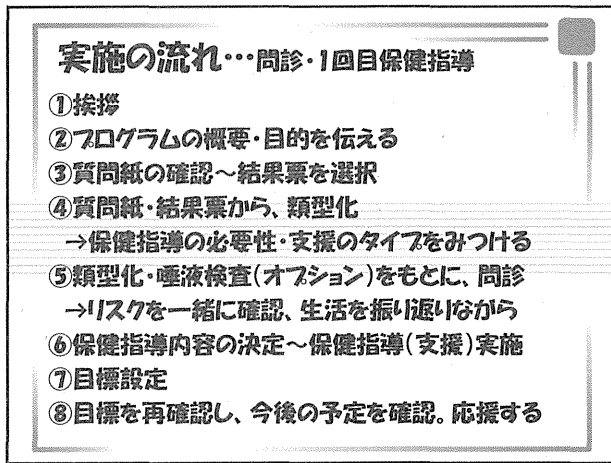 実施の流れ…問診・1回目保健指導
①挨拶
②プログラムの概要・目的を伝える
③質問紙の確認～結果票を選択
④質問紙・結果票から、類型化
→保健指導の必要性・支援のタイプをみつける
⑤類型化・唾液検査(オプション)をもとに、問診
→リスクを一緒に確認、生活を振り返りながら
⑥保健指導内容の決定～保健指導(支援)実施
⑦目標設定
⑧目標を再確認し、今後の予定を確認。応援する